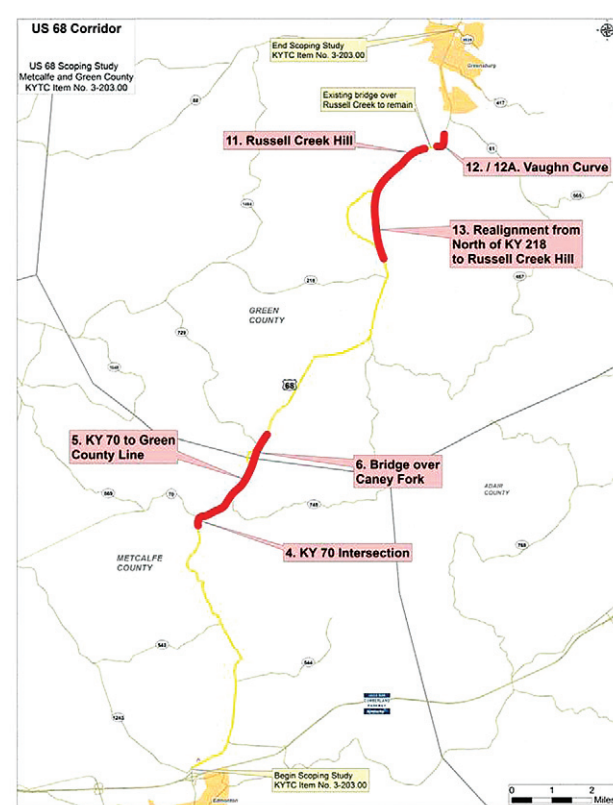 US 68 Corridor
US 68 Scoping Study
Metcalfe and Green County
KYTC Item No. 3-203.00
End Scoping Study
KYTC Item No. 3-203.00
Greensburg
417
Existing bridge over
Russell Creek to remain
68
61
11. Russell Creek Hill
12. / 12A. Vaughn Curve
13. Realignment from
North of KY 218
to Russell Creek Hill
218
487
GREEN
COUNTY
729
68
5. KY 70 to Green
County Line
6. Bridge over
Caney Fork
ADAIR
COUNTY
70
745
768
4. KY 70 Intersection
METCALFE
COUNTY
543
544
1243
CUMBERLAND
PARKWAY
Begin Scoping Study
KYTC Item No. 3-203.00
Edmonton
0 1 2
Miles